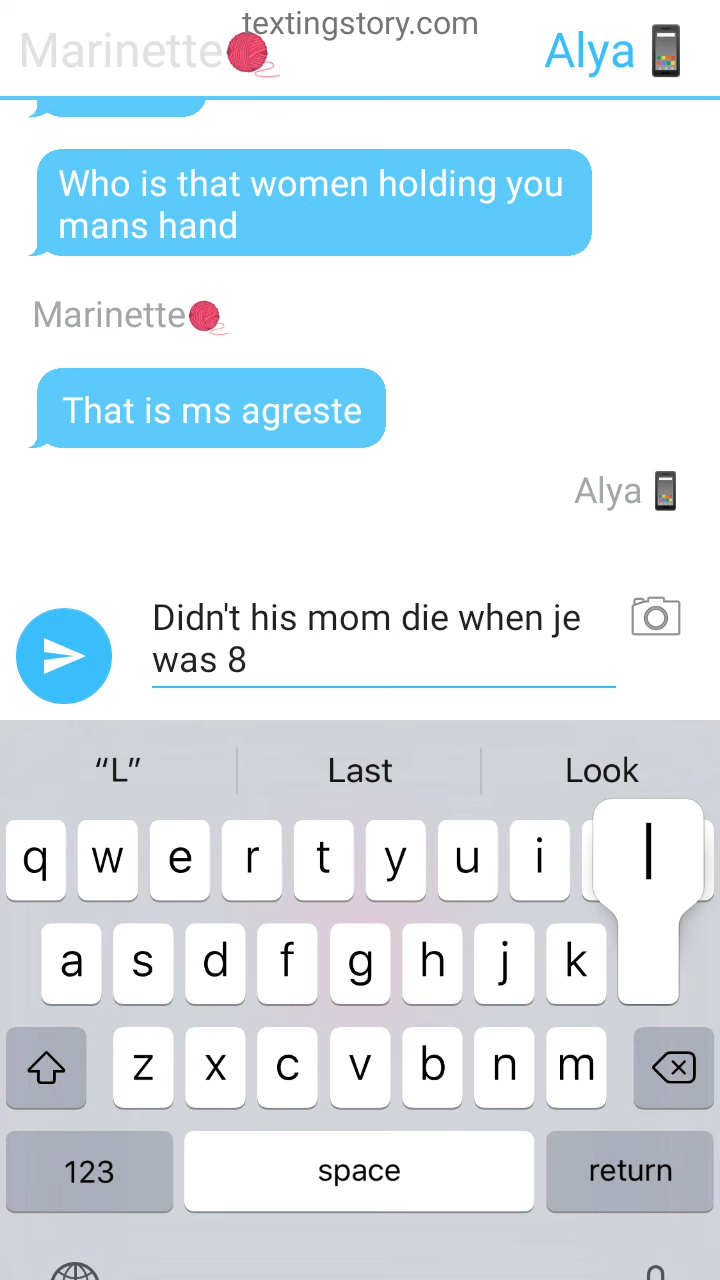 textingstory.com
Marinette🧶 Alya📱
Who is that women holding you
mans hand
Marinette🧶
That is ms agreste
Alya📱
Didn't his mom die when je
was 8
“L” Last Look
q w e r t y u i
l
a s d f g h j k
z x c v b n m
123 space return